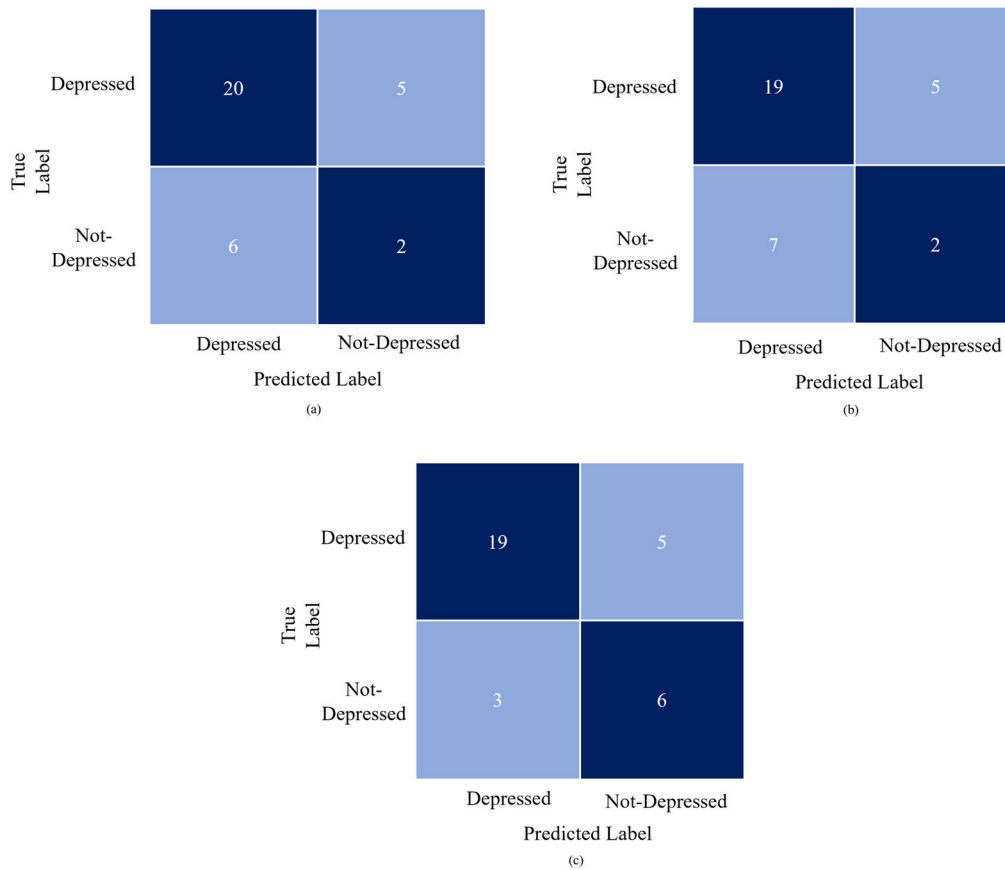 Depressed
20
5
True
Label
Not-
Depressed
6
2
Depressed
Not-Depressed
Predicted Label
(a)
Depressed
19
5
True
Label
Not-
Depressed
7
2
Depressed
Not-Depressed
Predicted Label
(b)
Depressed
19
5
True
Label
Not-
Depressed
3
6
Depressed
Not-Depressed
Predicted Label
(c)